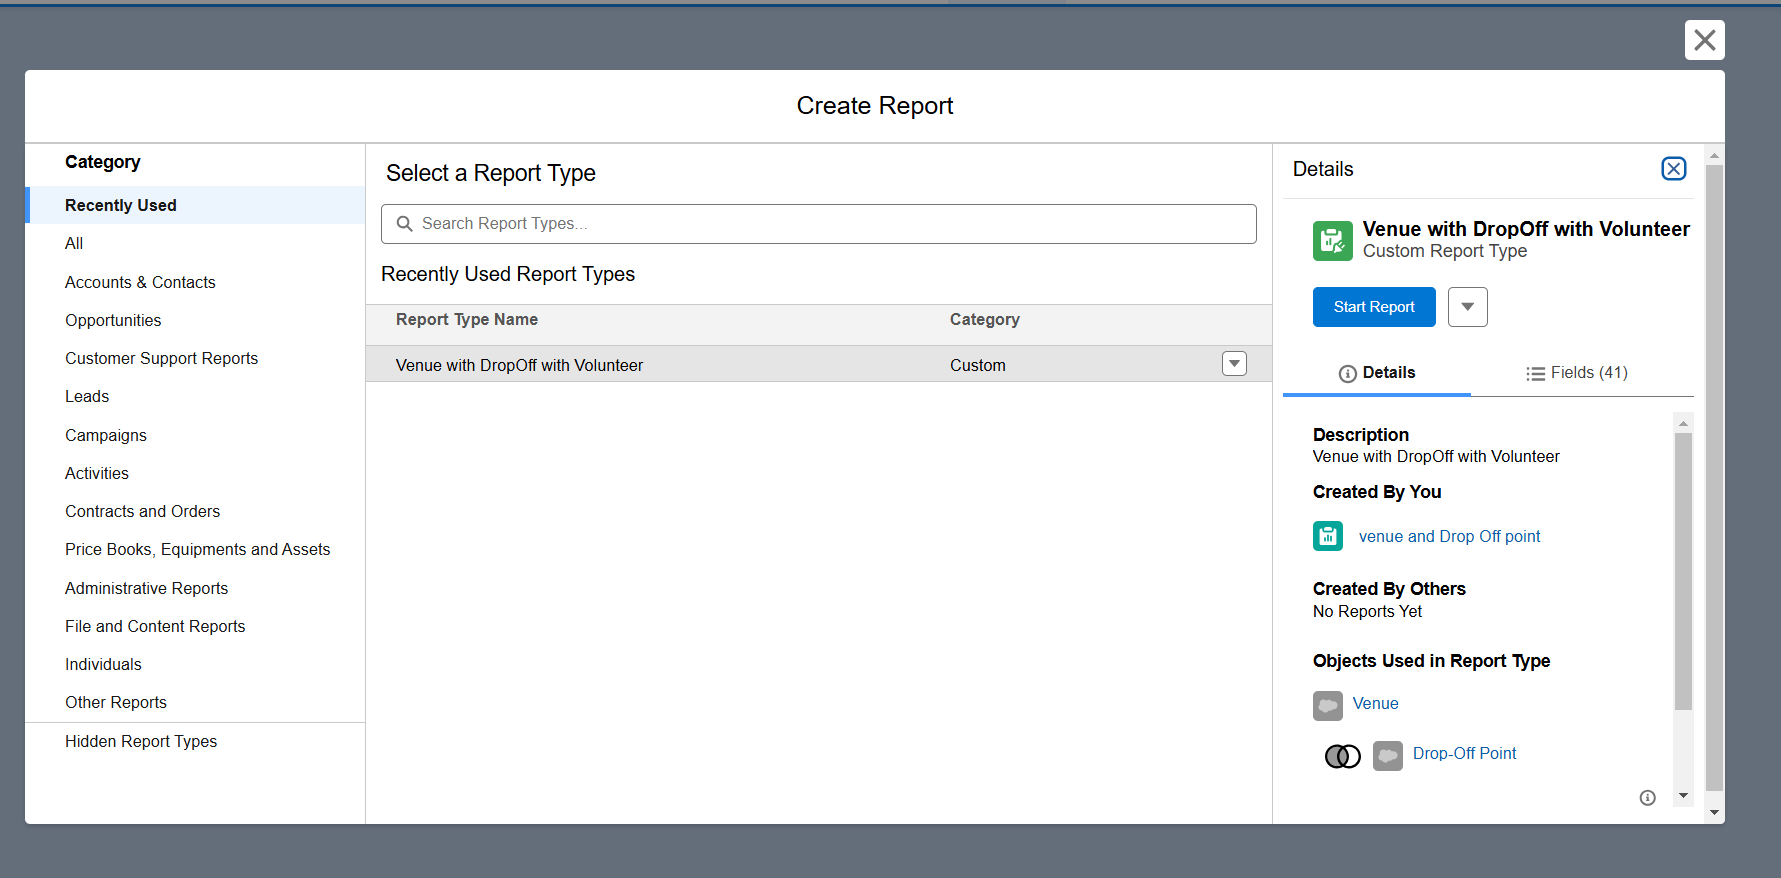 Create Report
Category
Recently Used
All
Accounts & Contacts
Opportunities
Customer Support Reports
Leads
Campaigns
Activities
Contracts and Orders
Price Books, Equipments and Assets
Administrative Reports
File and Content Reports
Individuals
Other Reports
Hidden Report Types
Select a Report Type
Search Report Types...
Recently Used Report Types
Report Type Name Category
Venue with DropOff with Volunteer Custom
Details
Venue with DropOff with Volunteer
Custom Report Type
Start Report
Details Fields (41)
Description
Venue with DropOff with Volunteer
Created By You
venue and Drop Off point
Created By Others
No Reports Yet
Objects Used in Report Type
Venue
Drop-Off Point